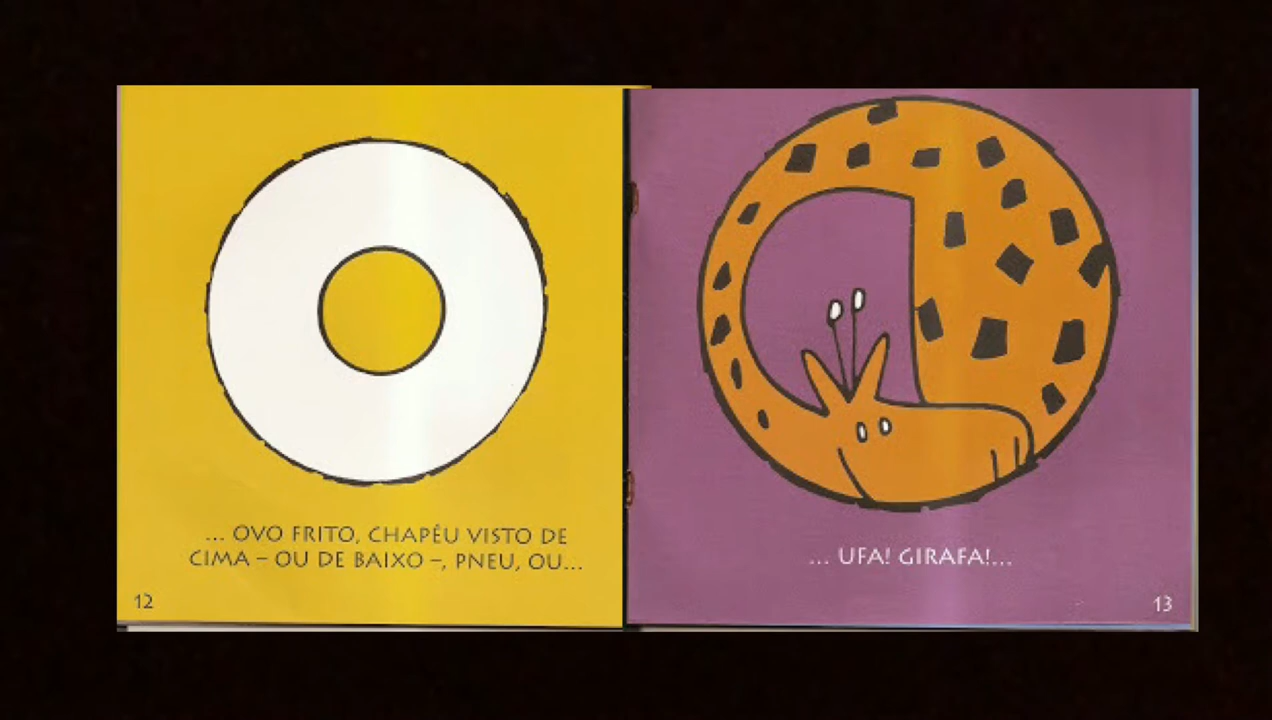 ... OVO FRITO, CHAPÉU VISTO DE
CIMA – OU DE BAIXO –, PNEU, OU...
12
... UFA! GIRAFA!...
13